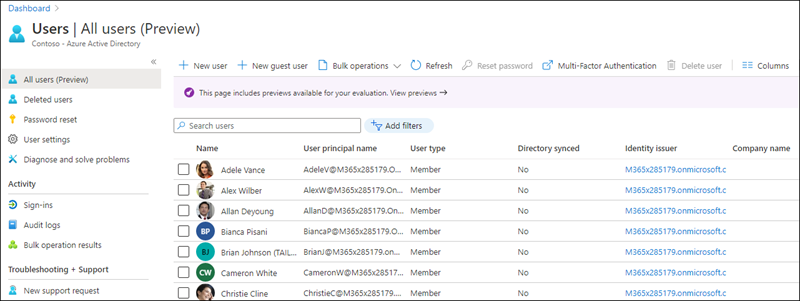 Dashboard >
Users | All users (Preview)
Contoso - Azure Active Directory
«
All users (Preview)
Deleted users
Password reset
User settings
Diagnose and solve problems
Activity
Sign-ins
Audit logs
Bulk operation results
Troubleshooting + Support
New support request
+ New user + New guest user Bulk operations Refresh Reset password Multi-Factor Authentication Delete user Columns
This page includes previews available for your evaluation. View previews →
Search users Add filters
Name User principal name User type Directory synced Identity issuer Company name
Adele Vance AdeleV@M365x285179.On... Member No M365x285179.onmicrosoft.c
Alex Wilber AlexW@M365x285179.O... Member No M365x285179.onmicrosoft.c
Allan Deyoung AllanD@M365x285179.O... Member No M365x285179.onmicrosoft.c
BP Bianca Pisani BiancaP@M365x285179.O... Member No M365x285179.onmicrosoft.c
BJ Brian Johnson (TAIL... BrianJ@M365x285179.on... Member No M365x285179.onmicrosoft.c
CW Cameron White CameronW@M365x2851... Member No M365x285179.onmicrosoft.c
Christie Cline ChristieC@M365x285179.... Member No M365x285179.onmicrosoft.c